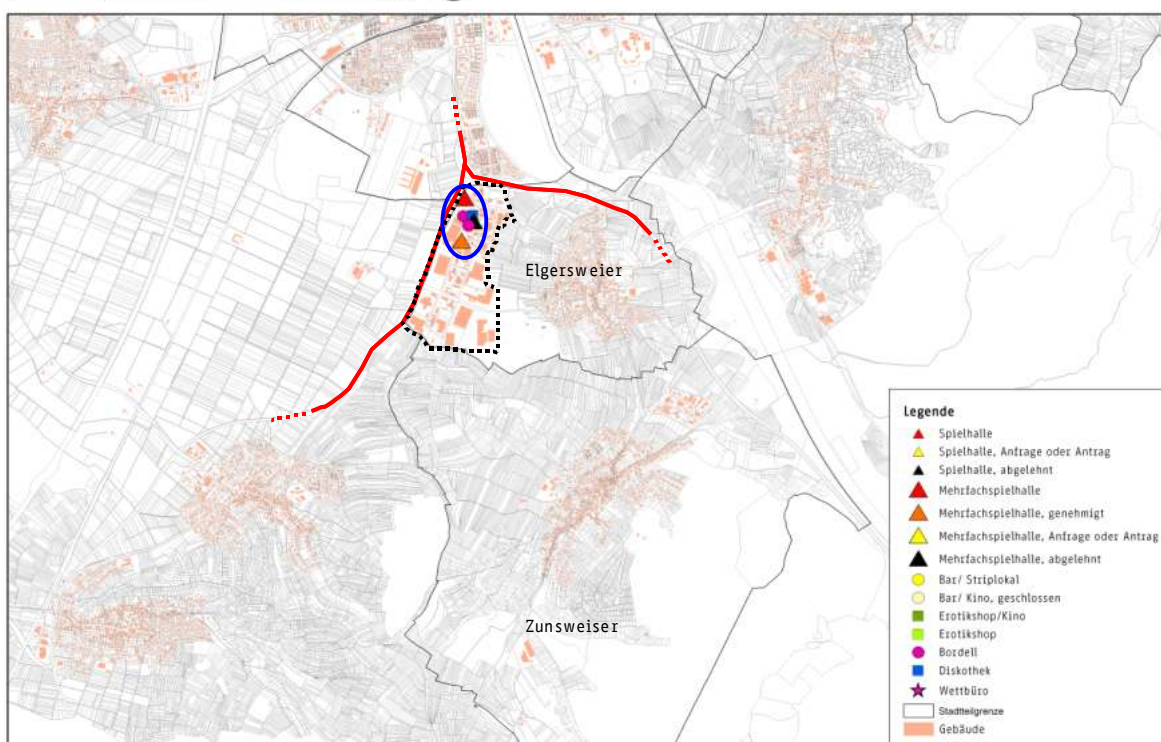 Elgersweier
Zunsweiser
Legende
Spielhalle
Spielhalle, Anfrage oder Antrag
Spielhalle, abgelehnt
Mehrfachspielhalle
Mehrfachspielhalle, genehmigt
Mehrfachspielhalle, Anfrage oder Antrag
Mehrfachspielhalle, abgelehnt
Bar/ Striplokal
Bar/ Kino, geschlossen
Erotikshop/Kino
Erotikshop
Bordell
Diskothek
Wettbüro
Stadtteilgrenze
Gebäude